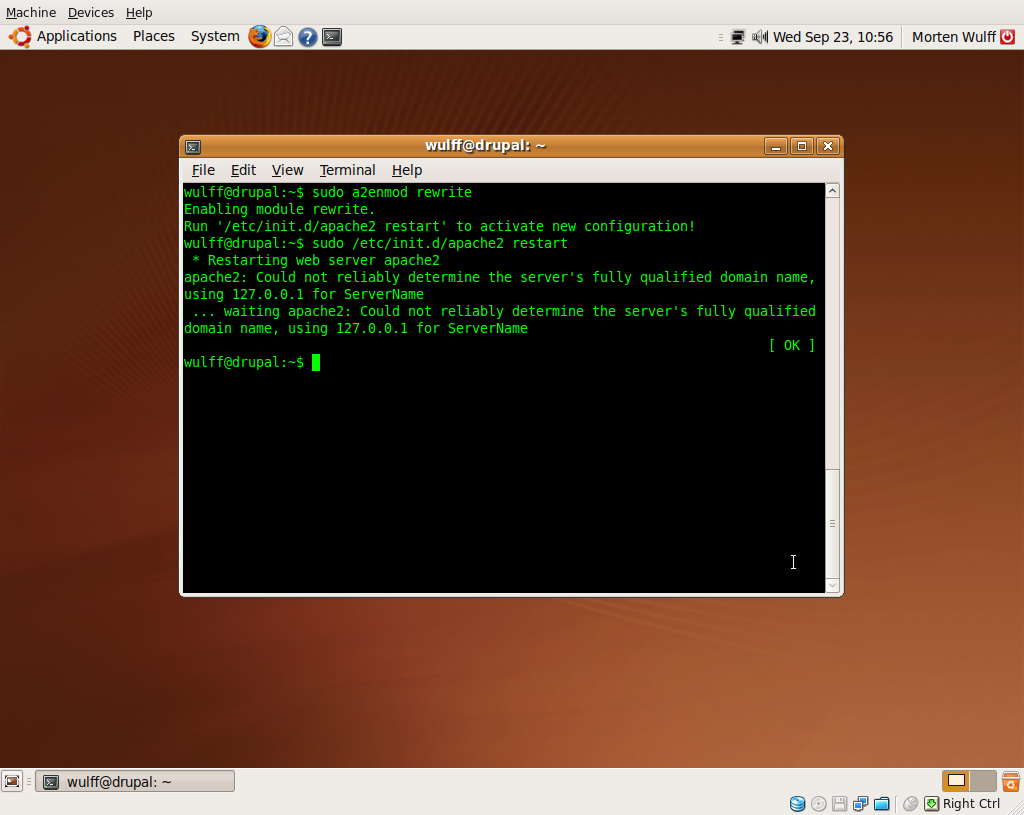 Machine Devices Help
Applications Places System Wed Sep 23, 10:56 Morten Wulff
wulff@drupal: ~
File Edit View Terminal Help
wulff@drupal:~$ sudo a2enmod rewrite
Enabling module rewrite.
Run '/etc/init.d/apache2 restart' to activate new configuration!
wulff@drupal:~$ sudo /etc/init.d/apache2 restart
 * Restarting web server apache2
apache2: Could not reliably determine the server's fully qualified domain name,
using 127.0.0.1 for ServerName
 ... waiting apache2: Could not reliably determine the server's fully qualified
domain name, using 127.0.0.1 for ServerName
[ OK ]
wulff@drupal:~$
wulff@drupal: ~
Right Ctrl